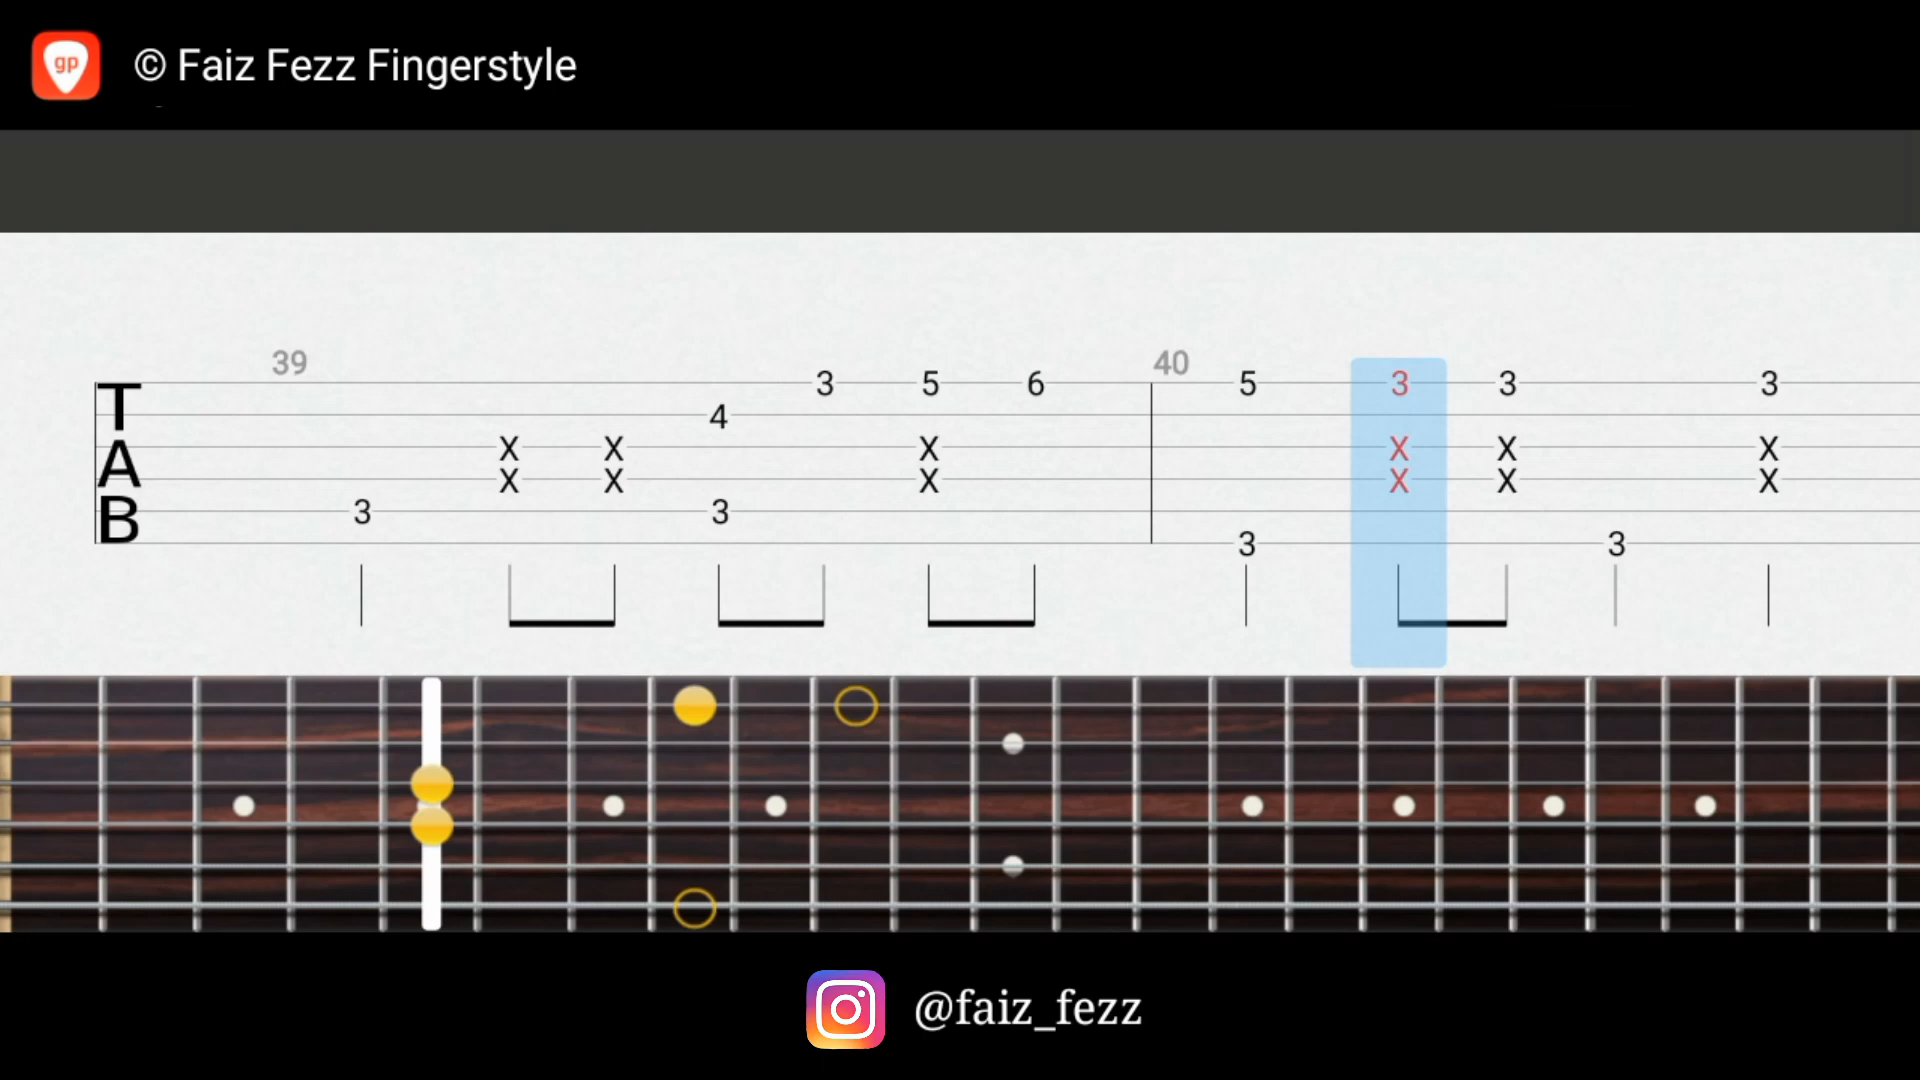 gp © Faiz Fezz Fingerstyle
39 40
T A B
3 5 6 5 3 3 3
4
X X X X X X
X X X X X X
3 3
3 3
@faiz_fezz